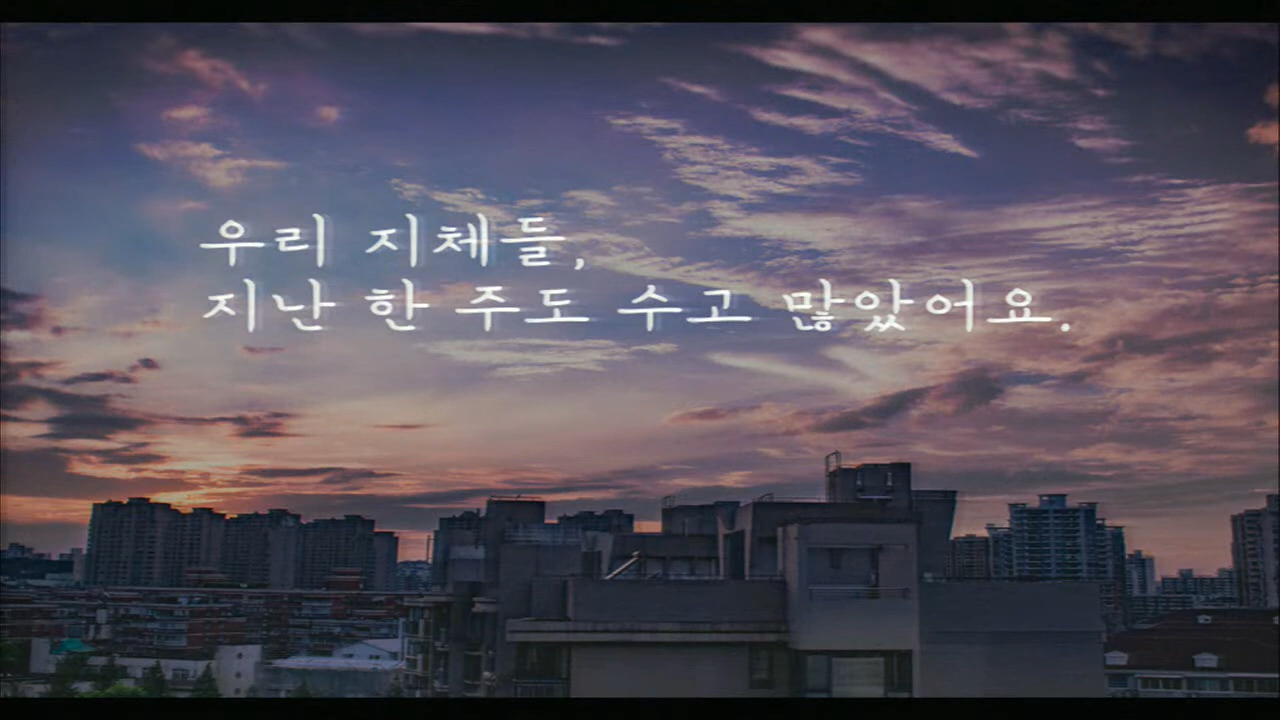 우리 지체들,
지난 한 주도 수고 많았어요.